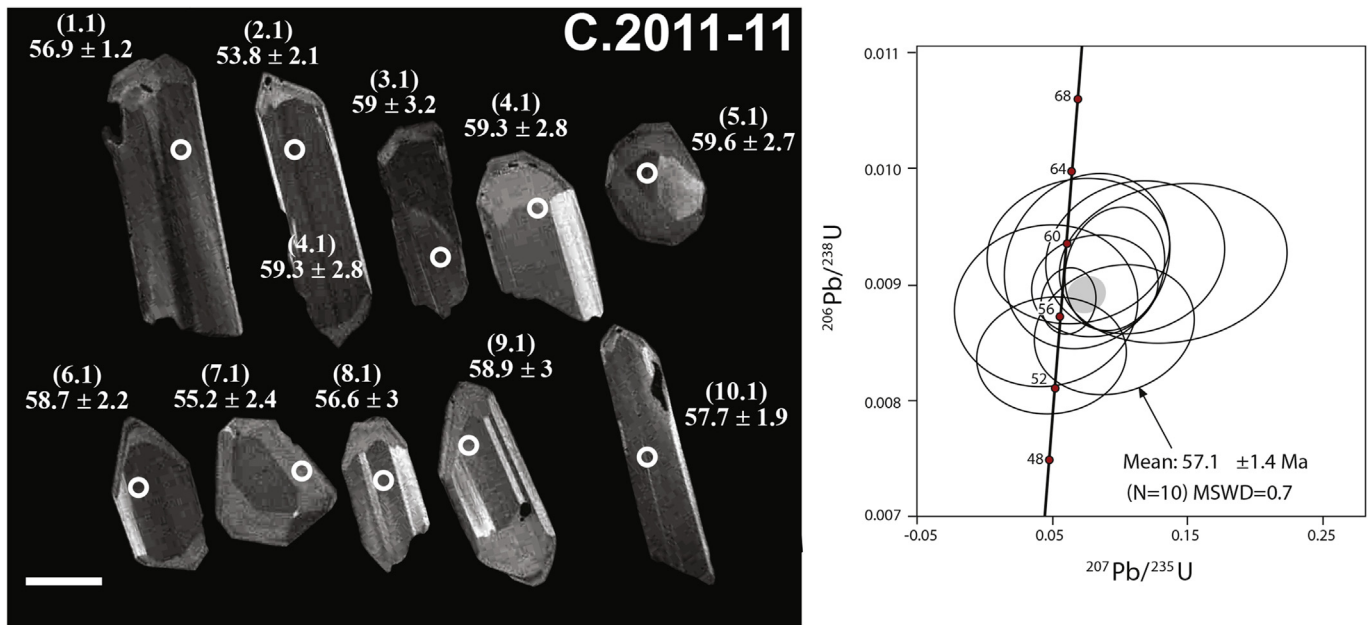 C.2011-11
(1.1)
56.9 ± 1.2
(2.1)
53.8 ± 2.1
(3.1)
59 ± 3.2
(4.1)
59.3 ± 2.8
(5.1)
59.6 ± 2.7
(4.1)
59.3 ± 2.8
(6.1)
58.7 ± 2.2
(7.1)
55.2 ± 2.4
(8.1)
56.6 ± 3
(9.1)
58.9 ± 3
(10.1)
57.7 ± 1.9
0.011
0.010
0.009
0.008
0.007
206Pb/238U
68
64
60
56
52
48
Mean: 57.1 ±1.4 Ma
(N=10) MSWD=0.7
-0.05
0.05
0.15
0.25
207Pb/235U